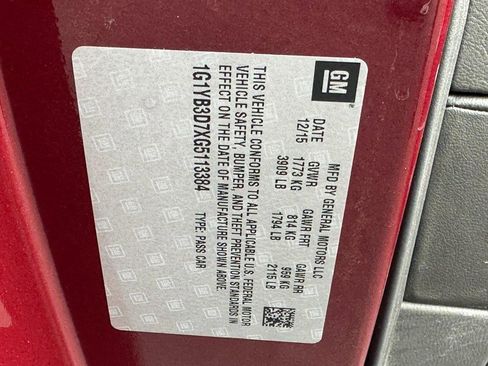 GM
MFD BY GENERAL MOTORS LLC
DATE GVWR GAWR FRT GAWR RR
12/15 1773 KG 814 KG 959 KG
3909 LB 1794 LB 2115 LB
THIS VEHICLE CONFORMS TO ALL APPLICABLE U.S. FEDERAL MOTOR
VEHICLE SAFETY, BUMPER, AND THEFT PREVENTION STANDARDS IN
EFFECT ON THE DATE OF MANUFACTURE SHOWN ABOVE
1G1YB3D7XG5113384 TYPE: PASS CAR